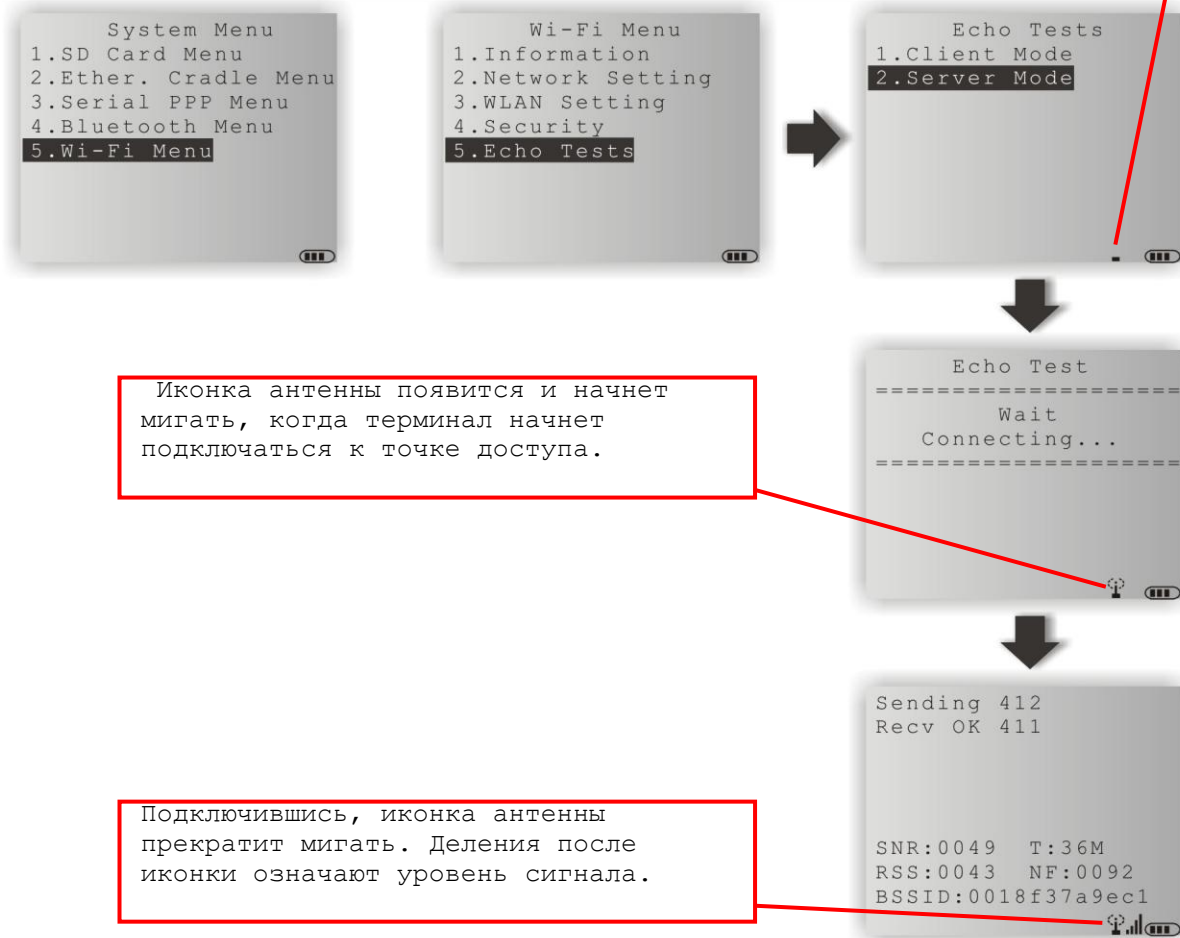 System Menu
1.SD Card Menu
2.Ether. Cradle Menu
3.Serial PPP Menu
4.Bluetooth Menu
5.Wi-Fi Menu
Wi-Fi Menu
1.Information
2.Network Setting
3.WLAN Setting
4.Security
5.Echo Tests
Echo Tests
1.Client Mode
2.Server Mode
Иконка антенны появится и начнет
мигать, когда терминал начнет
подключаться к точке доступа.
Echo Test
====================
Wait
Connecting...
====================
Подключившись, иконка антенны
прекратит мигать. Деления после
иконки означают уровень сигнала.
Sending 412
Recv OK 411
SNR:0049 T:36M
RSS:0043 NF:0092
BSSID:0018f37a9ec1